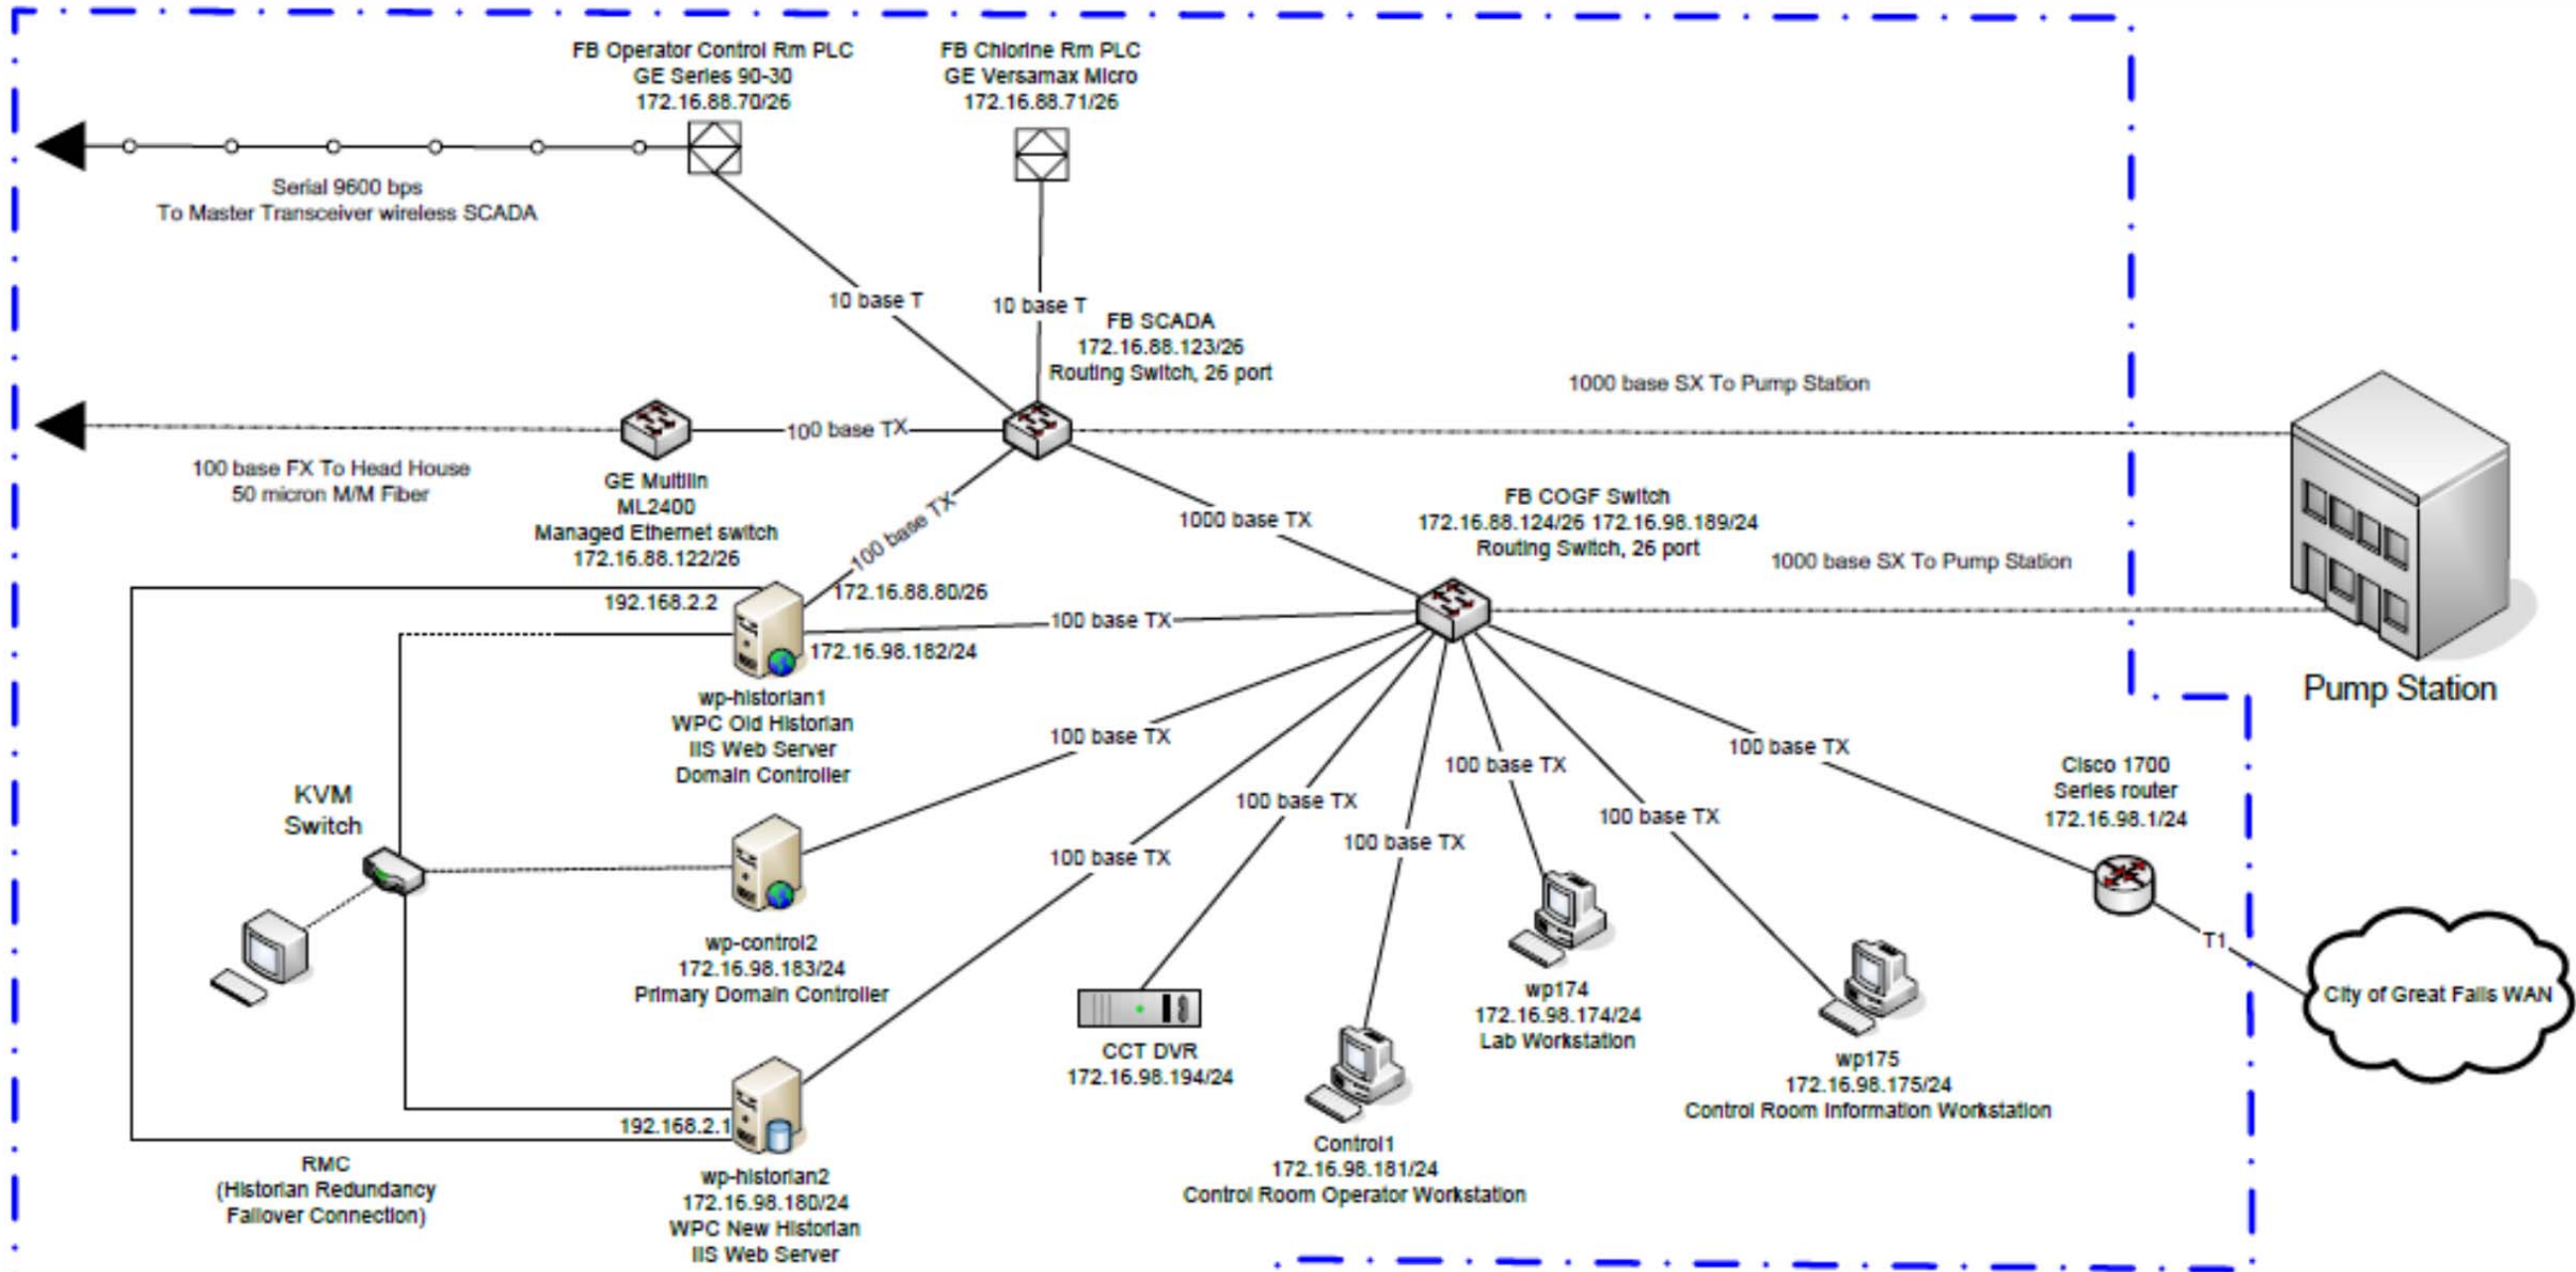 FB Operator Control Rm PLC
GE Series 90-30
172.16.88.70/26
FB Chlorine Rm PLC
GE Versamax Micro
172.16.88.71/26
Serial 9600 bps
To Master Transceiver wireless SCADA
10 base T
10 base T
FB SCADA
172.16.88.123/26
Routing Switch, 26 port
1000 base SX To Pump Station
100 base TX
100 base FX To Head House
50 micron M/M Fiber
GE Multilin
ML2400
Managed Ethernet switch
172.16.88.122/26
100 base TX
1000 base TX
FB COGF Switch
172.16.88.124/26 172.16.98.189/24
Routing Switch, 26 port
1000 base SX To Pump Station
Pump Station
192.168.2.2
172.16.88.80/26
100 base TX
172.16.98.182/24
wp-historian1
WPC Old Historian
IIS Web Server
Domain Controller
100 base TX
100 base TX
100 base TX
100 base TX
100 base TX
100 base TX
100 base TX
Cisco 1700
Series router
172.16.98.1/24
KVM
Switch
wp-control2
172.16.98.183/24
Primary Domain Controller
T1
City of Great Falls WAN
CCT DVR
172.16.98.194/24
wp174
172.16.98.174/24
Lab Workstation
wp175
172.16.98.175/24
Control Room Information Workstation
Control1
172.16.98.181/24
Control Room Operator Workstation
192.168.2.1
RMC
(Historian Redundancy
Failover Connection)
wp-historian2
172.16.98.180/24
WPC New Historian
IIS Web Server